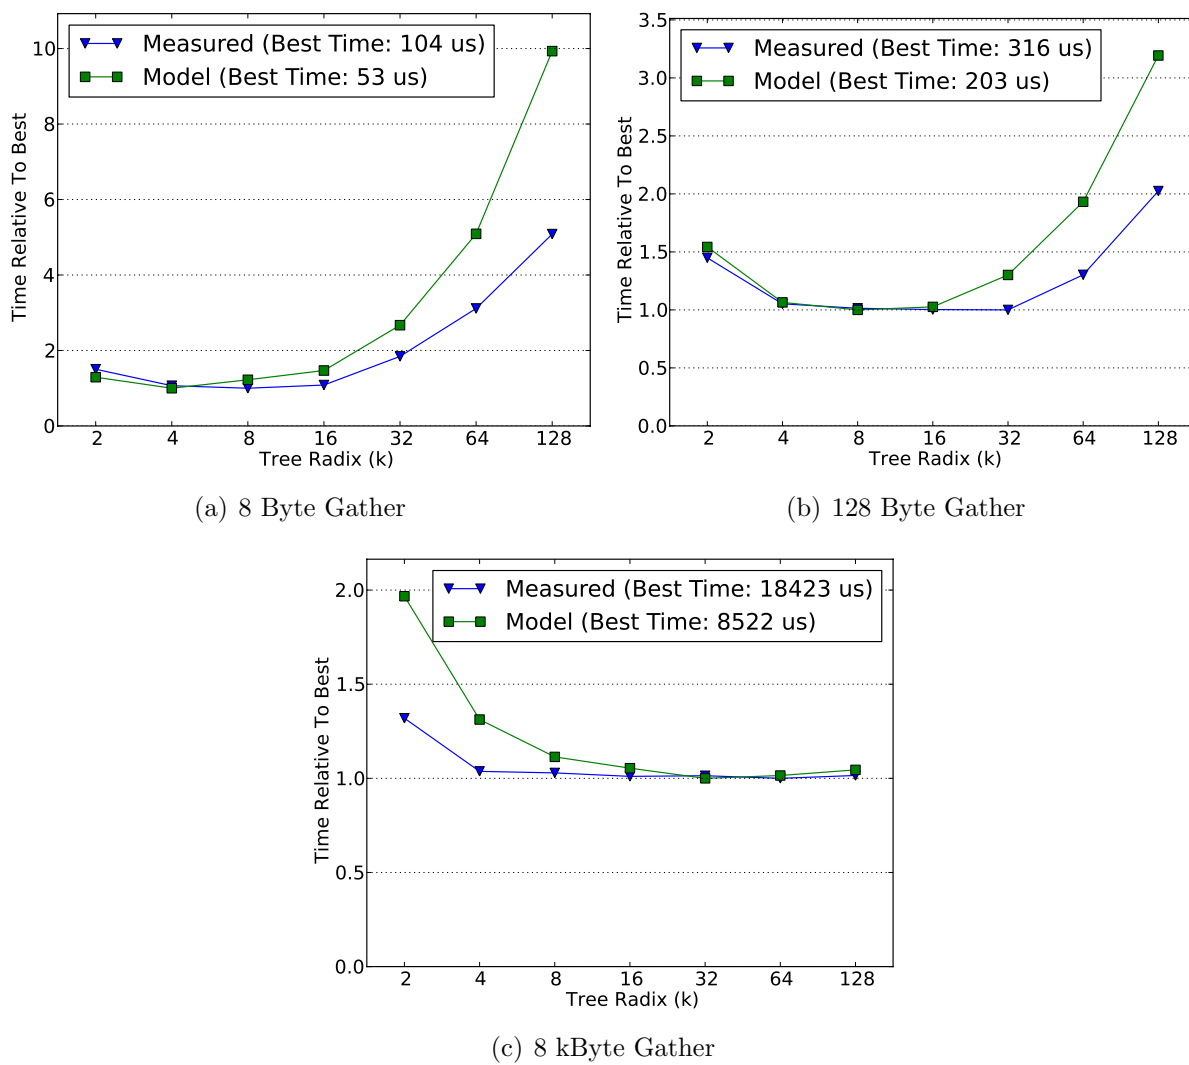 Measured (Best Time: 104 us)
Model (Best Time: 53 us)
Time Relative To Best
10
8
6
4
2
0
2 4 8 16 32 64 128
Tree Radix (k)
(a) 8 Byte Gather
Measured (Best Time: 316 us)
Model (Best Time: 203 us)
Time Relative To Best
3.5
3.0
2.5
2.0
1.5
1.0
0.5
0.0
2 4 8 16 32 64 128
Tree Radix (k)
(b) 128 Byte Gather
Measured (Best Time: 18423 us)
Model (Best Time: 8522 us)
Time Relative To Best
2.0
1.5
1.0
0.5
0.0
2 4 8 16 32 64 128
Tree Radix (k)
(c) 8 kByte Gather